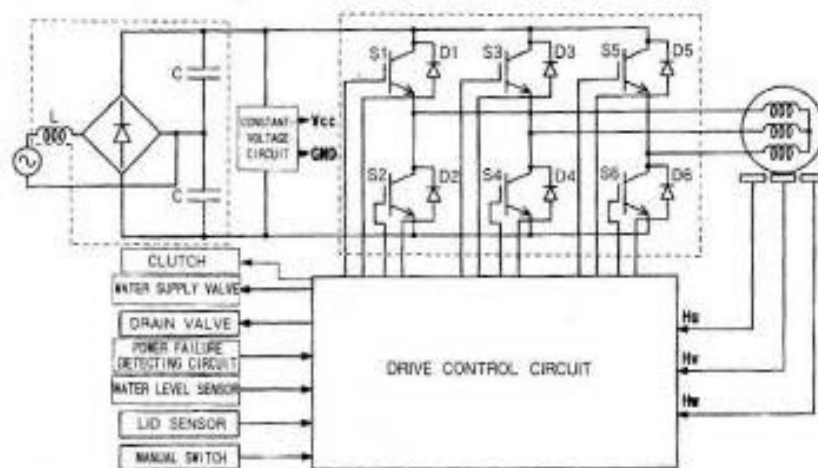 S1
D1
S3
D3
S5
D5
C
L
CONSTANT-
VOLTAGE
CIRCUIT
Vcc
GND
C
S2
D2
S4
D4
S6
D6
CLUTCH
WATER SUPPLY VALVE
DRAIN VALVE
POWER FAILURE
DETECTING CIRCUIT
WATER LEVEL SENSOR
LID SENSOR
MANUAL SWITCH
DRIVE CONTROL CIRCUIT
Hu
Hv
Hw